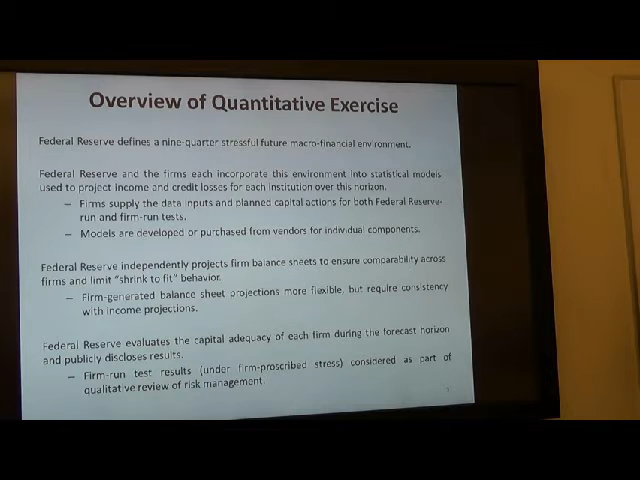 Overview of Quantitative Exercise
Federal Reserve defines a nine-quarter stressful future macro-financial environment.
Federal Reserve and the firms each incorporate this environment into statistical models
used to project income and credit losses for each institution over this horizon.
– Firms supply the data inputs and planned capital actions for both Federal Reserve-
run and firm-run tests.
– Models are developed or purchased from vendors for individual components.
Federal Reserve independently projects firm balance sheets to ensure comparability across
firms and limit "shrink to fit" behavior.
– Firm-generated balance sheet projections more flexible, but require consistency
with income projections.
Federal Reserve evaluates the capital adequacy of each firm during the forecast horizon
and publicly discloses results.
– Firm-run test results (under firm-proscribed stress) considered as part of
qualitative review of risk management.